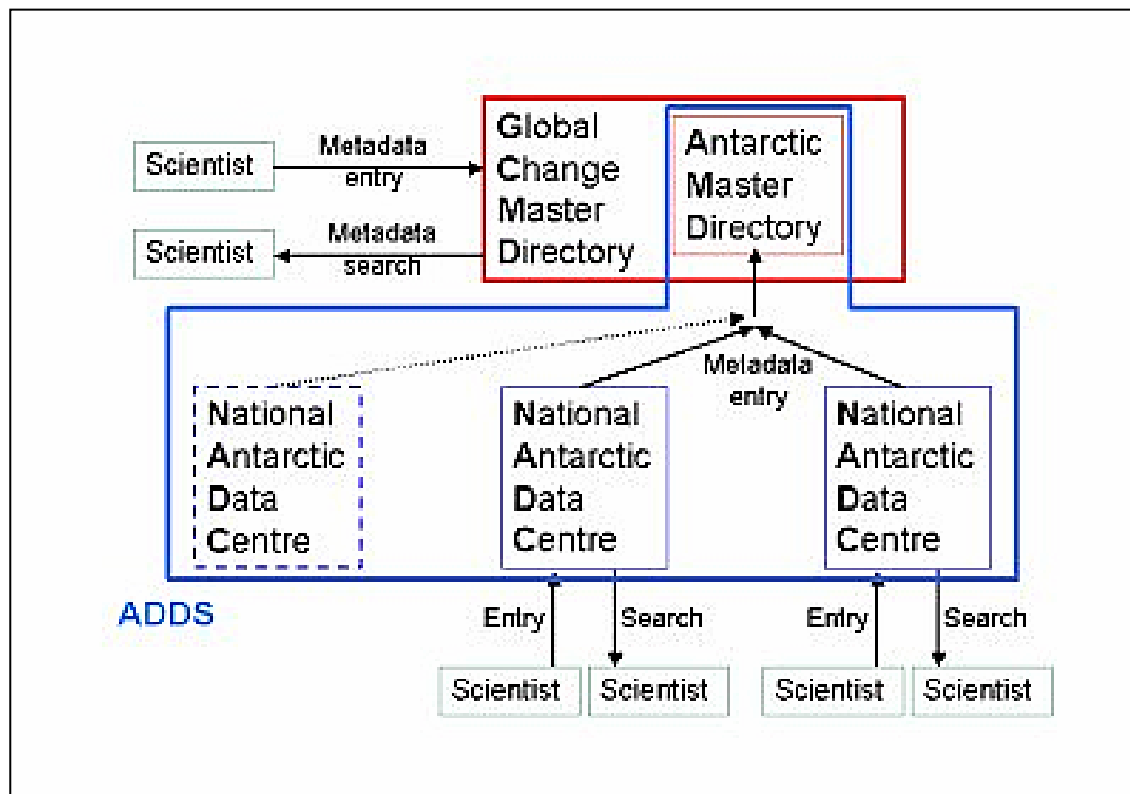 Scientist
Metadata
entry
Scientist
Metadata
search
Global
Change
Master
Directory
Antarctic
Master
Directory
Metadata
entry
National
Antarctic
Data
Centre
National
Antarctic
Data
Centre
National
Antarctic
Data
Centre
ADDS
Entry
Search
Entry
Search
Scientist
Scientist
Scientist
Scientist